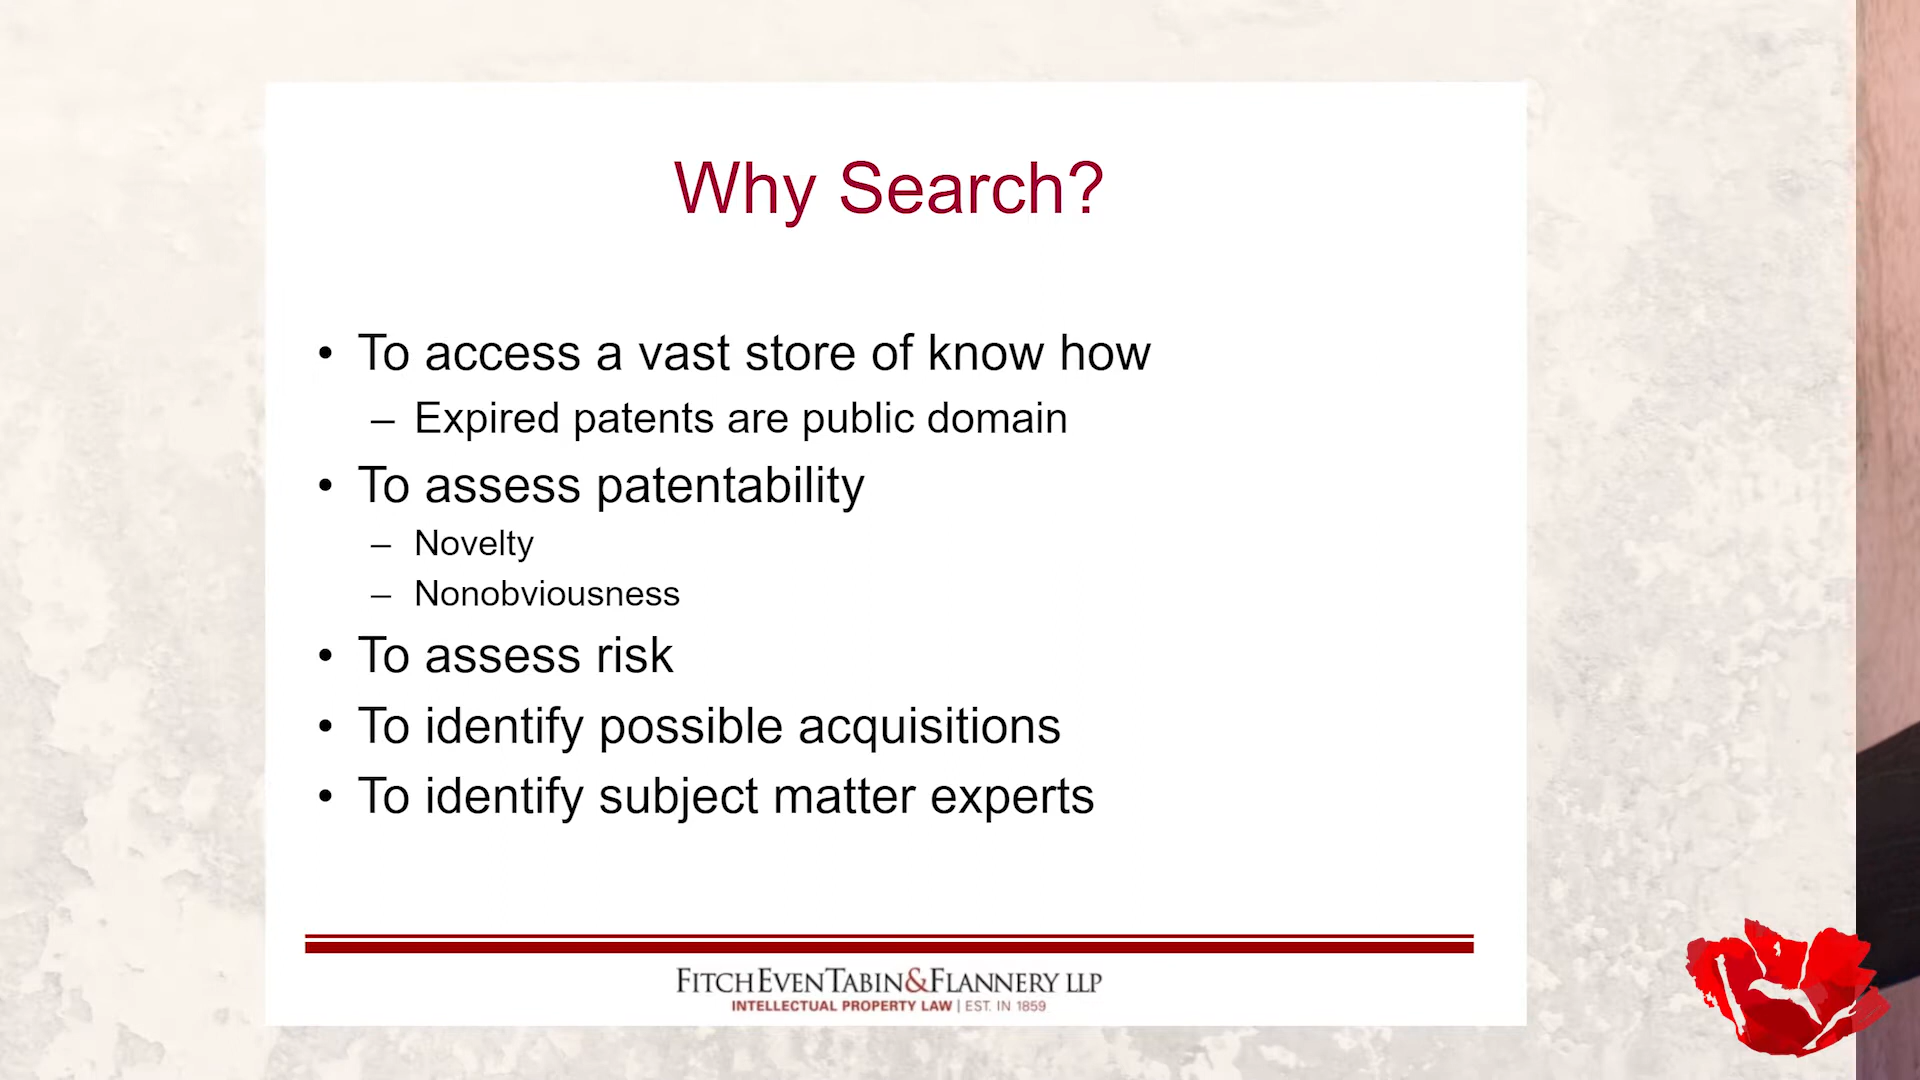 Why Search?
• To access a vast store of know how
– Expired patents are public domain
• To assess patentability
– Novelty
– Nonobviousness
• To assess risk
• To identify possible acquisitions
• To identify subject matter experts
FITCH EVEN TABIN & FLANNERY LLP
INTELLECTUAL PROPERTY LAW | EST. IN 1859